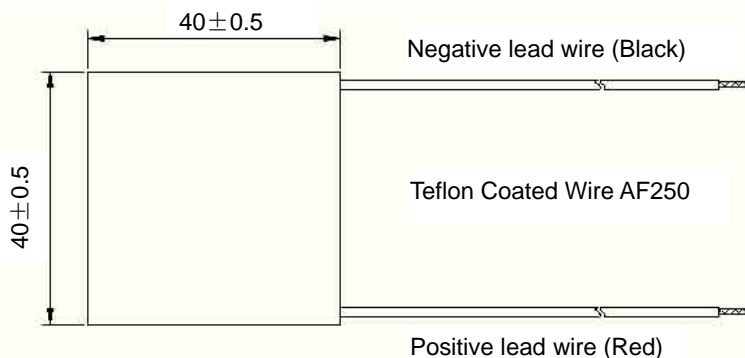 40±0.5
Negative lead wire (Black)
40±0.5
Teflon Coated Wire AF250
Positive lead wire (Red)